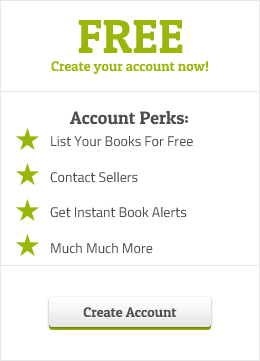 FREE
Create your account now!
Account Perks:
List Your Books For Free
Contact Sellers
Get Instant Book Alerts
Much Much More
Create Account